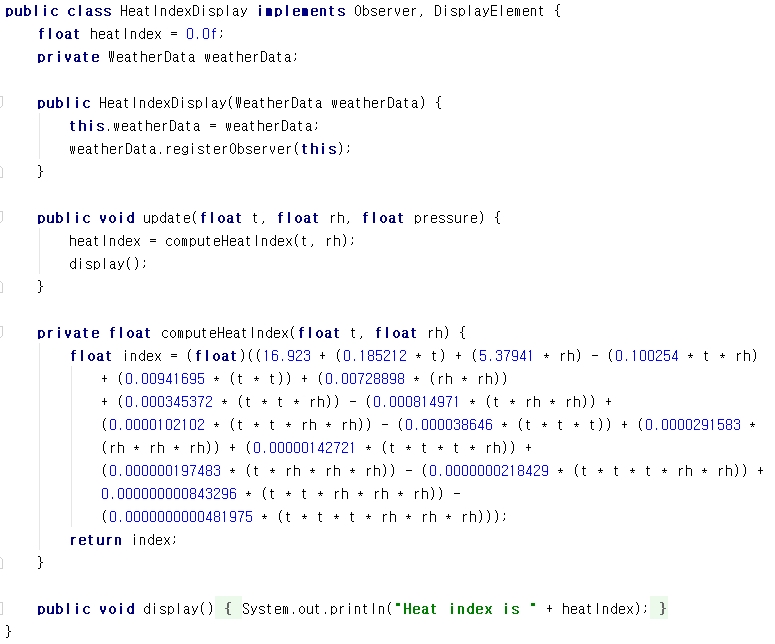 public class HeatIndexDisplay implements Observer, DisplayElement {
    float heatIndex = 0.0f;
    private WeatherData weatherData;

    public HeatIndexDisplay(WeatherData weatherData) {
        this.weatherData = weatherData;
        weatherData.registerObserver(this);
    }

    public void update(float t, float rh, float pressure) {
        heatIndex = computeHeatIndex(t, rh);
        display();
    }

    private float computeHeatIndex(float t, float rh) {
        float index = (float)((16.923 + (0.185212 * t) + (5.37941 * rh) - (0.100254 * t * rh)
            + (0.00941695 * (t * t)) + (0.00728898 * (rh * rh))
            + (0.000345372 * (t * t * rh)) - (0.000814971 * (t * rh * rh)) +
            (0.0000102102 * (t * t * rh * rh)) - (0.000038646 * (t * t * t)) + (0.0000291583 *
            (rh * rh * rh)) + (0.00000142721 * (t * t * t * rh)) +
            (0.000000197483 * (t * rh * rh * rh)) - (0.0000000218429 * (t * t * t * rh * rh)) +
            0.000000000843296 * (t * t * rh * rh * rh)) -
            (0.0000000000481975 * (t * t * t * rh * rh * rh)));
        return index;
    }

    public void display() { System.out.println("Heat index is " + heatIndex); }
}